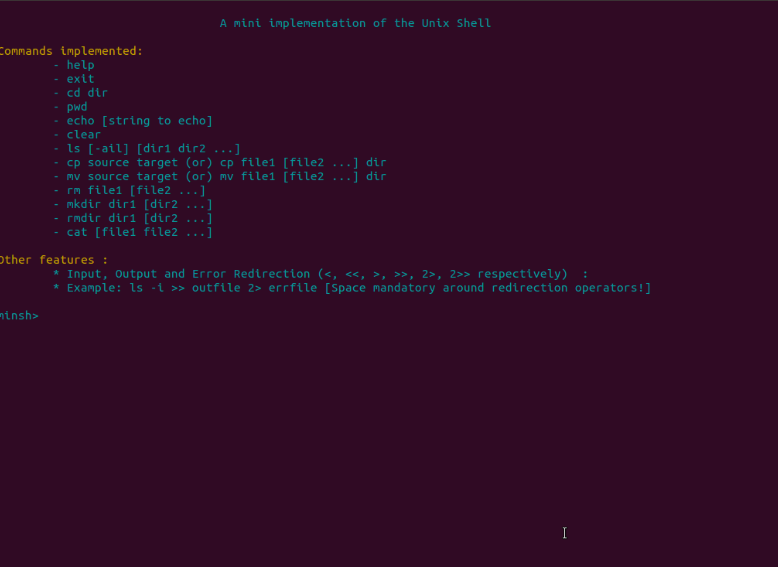 A mini implementation of the Unix Shell
Commands implemented:
- help
- exit
- cd dir
- pwd
- echo [string to echo]
- clear
- ls [-ail] [dir1 dir2 ...]
- cp source target (or) cp file1 [file2 ...] dir
- mv source target (or) mv file1 [file2 ...] dir
- rm file1 [file2 ...]
- mkdir dir1 [dir2 ...]
- rmdir dir1 [dir2 ...]
- cat [file1 file2 ...]
Other features :
* Input, Output and Error Redirection (<, <<, >, >>, 2>, 2>> respectively)  :
* Example: ls -i >> outfile 2> errfile [Space mandatory around redirection operators!]
minsh>